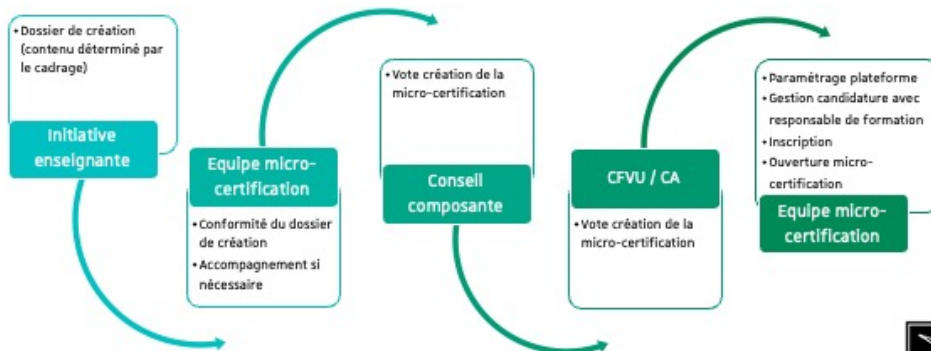 • Dossier de création
(contenu déterminé par
le cadrage)
Initiative
enseignante
Equipe micro-
certification
• Conformité du dossier
de création
• Accompagnement si
nécessaire
• Vote création de la
micro-certification
Conseil
composante
CFVU / CA
• Vote création de la
micro-certification
• Paramétrage plateforme
• Gestion candidature avec
responsable de formation
• Inscription
• Ouverture micro-
certification
Equipe micro-
certification